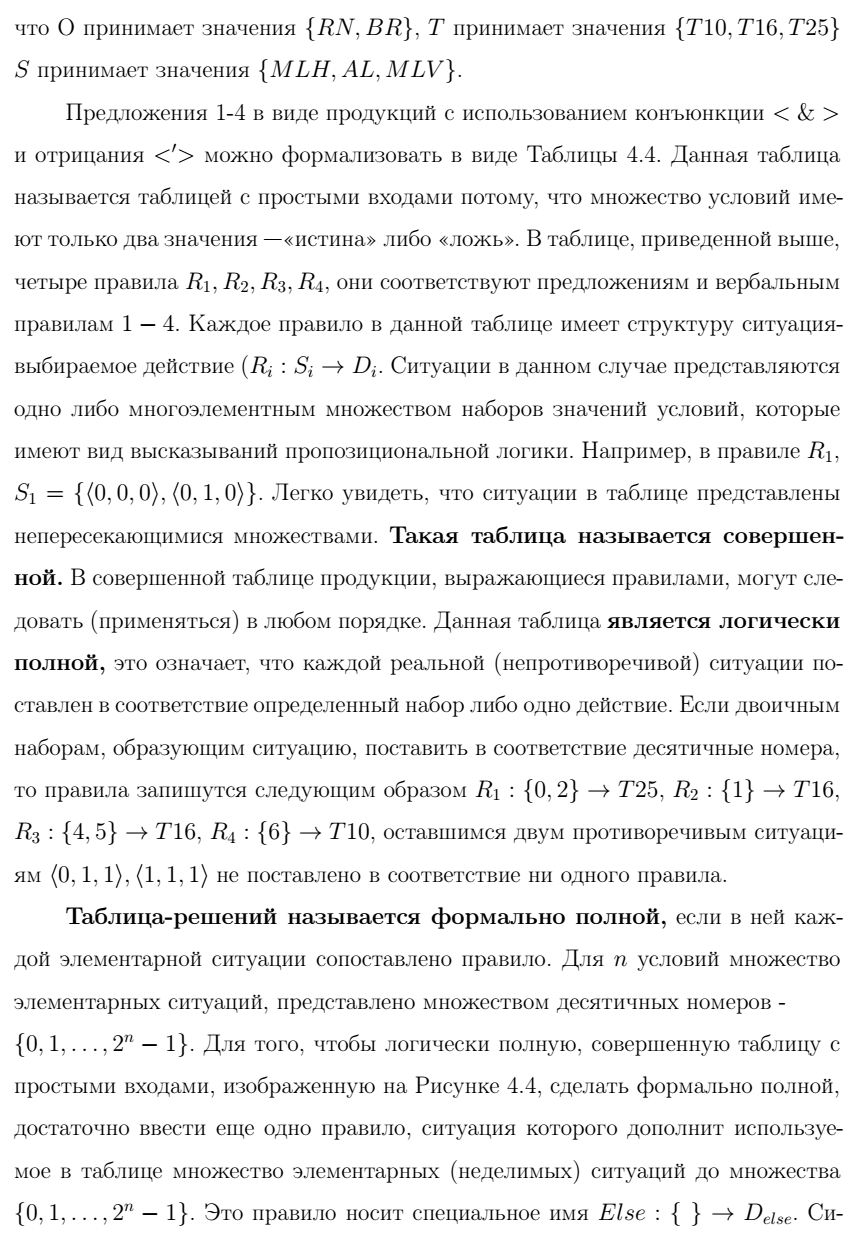 что О принимает значения {RN, BR}, T принимает значения {T10, T16, T25}
S принимает значения {MLH, AL, MLV}.
Предложения 1-4 в виде продукций с использованием конъюнкции < & >
и отрицания <′> можно формализовать в виде Таблицы 4.4. Данная таблица
называется таблицей с простыми входами потому, что множество условий име-
ют только два значения —«истина» либо «ложь». В таблице, приведенной выше,
четыре правила R₁, R₂, R₃, R₄, они соответствуют предложениям и вербальным
правилам 1 − 4. Каждое правило в данной таблице имеет структуру ситуация-
выбираемое действие (Rᵢ : Sᵢ → Dᵢ. Ситуации в данном случае представляются
одно либо многоэлементным множеством наборов значений условий, которые
имеют вид высказываний пропозициональной логики. Например, в правиле R₁,
S₁ = {⟨0, 0, 0⟩, ⟨0, 1, 0⟩}. Легко увидеть, что ситуации в таблице представлены
непересекающимися множествами. Такая таблица называется совершен-
ной. В совершенной таблице продукции, выражающиеся правилами, могут сле-
довать (применяться) в любом порядке. Данная таблица является логически
полной, это означает, что каждой реальной (непротиворечивой) ситуации по-
ставлен в соответствие определенный набор либо одно действие. Если двоичным
наборам, образующим ситуацию, поставить в соответствие десятичные номера,
то правила запишутся следующим образом R₁ : {0, 2} → T25, R₂ : {1} → T16,
R₃ : {4, 5} → T16, R₄ : {6} → T10, оставшимся двум противоречивым ситуаци-
ям ⟨0, 1, 1⟩, ⟨1, 1, 1⟩ не поставлено в соответствие ни одного правила.
Таблица-решений называется формально полной, если в ней каж-
дой элементарной ситуации сопоставлено правило. Для n условий множество
элементарных ситуаций, представлено множеством десятичных номеров -
{0, 1, . . . , 2ⁿ − 1}. Для того, чтобы логически полную, совершенную таблицу с
простыми входами, изображенную на Рисунке 4.4, сделать формально полной,
достаточно ввести еще одно правило, ситуация которого дополнит используе-
мое в таблице множество элементарных (неделимых) ситуаций до множества
{0, 1, . . . , 2ⁿ − 1}. Это правило носит специальное имя Else : { } → Dₑₗₛₑ. Си-